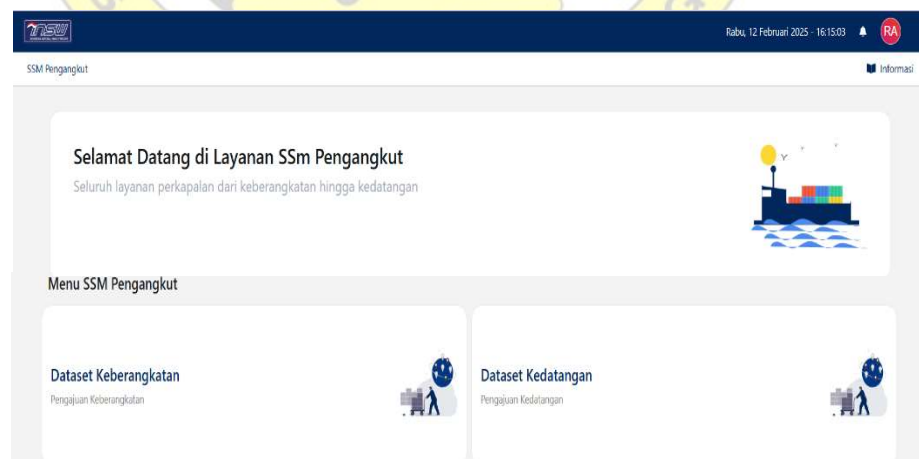 INSW
Rabu, 12 Februari 2025 - 16:15:03
RA
SSM Pengangkut
Informasi
Selamat Datang di Layanan SSm Pengangkut
Seluruh layanan perkapalan dari keberangkatan hingga kedatangan
Menu SSM Pengangkut
Dataset Keberangkatan
Pengajuan Keberangkatan
Dataset Kedatangan
Pengajuan Kedatangan